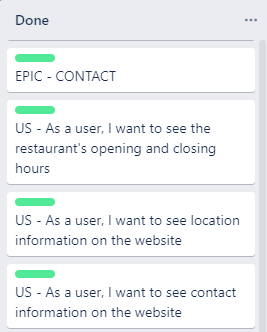 Done
EPIC - CONTACT
US - As a user, I want to see the
restaurant's opening and closing
hours
US - As a user, I want to see location
information on the website
US - As a user, I want to see contact
information on the website